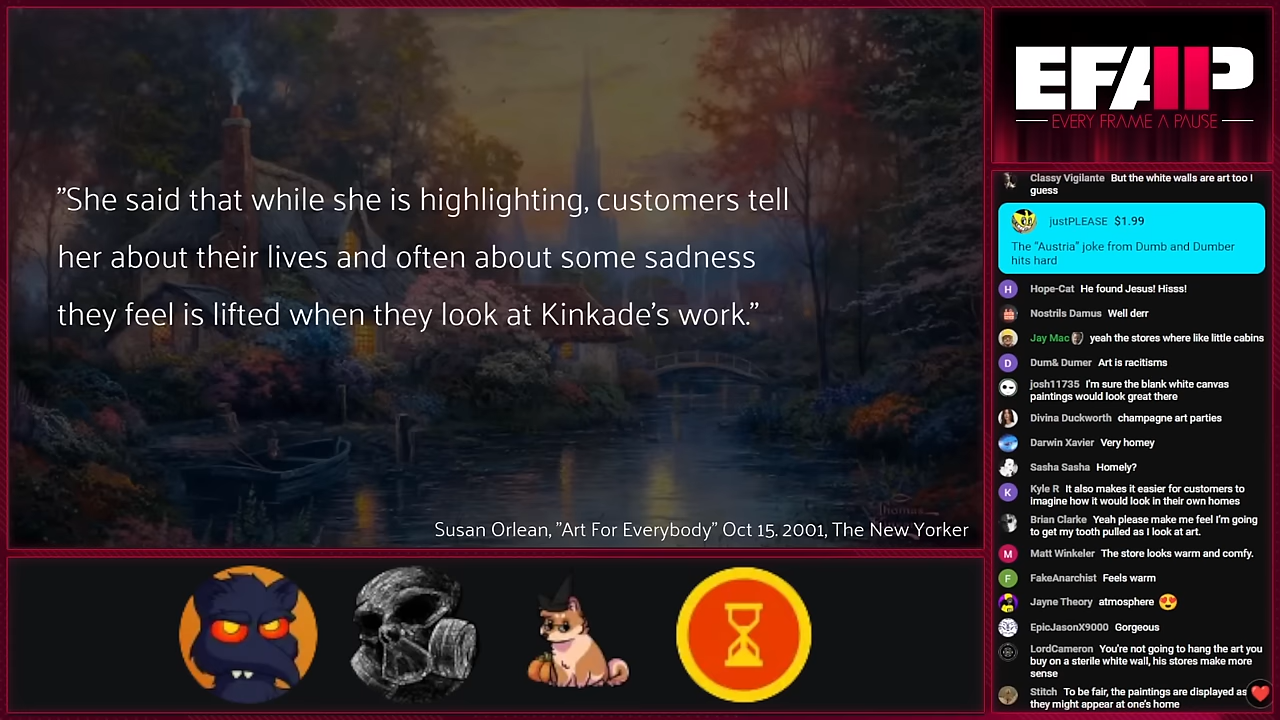 "She said that while she is highlighting, customers tell
her about their lives and often about some sadness
they feel is lifted when they look at Kinkade's work."
Thomas
Susan Orlean, "Art For Everybody" Oct 15. 2001, The New Yorker
EFAP
EVERY FRAME A PAUSE
Classy Vigilante But the white walls are art too I
guess
justPLEASE $1.99
The "Austria" joke from Dumb and Dumber
hits hard
H Hope-Cat He found Jesus! Hisss!
Nostrils Damus Well derr
Jay Mac yeah the stores where like little cabins
D Dum& Dumer Art is racitisms
josh11735 I'm sure the blank white canvas
paintings would look great there
Divina Duckworth champagne art parties
Darwin Xavier Very homey
Sasha Sasha Homely?
K Kyle R It also makes it easier for customers to
imagine how it would look in their own homes
Brian Clarke Yeah please make me feel I'm going
to get my tooth pulled as I look at art.
M Matt Winkeler The store looks warm and comfy.
F FakeAnarchist Feels warm
Jayne Theory atmosphere 😍
EpicJasonX9000 Gorgeous
LordCameron You're not going to hang the art you
buy on a sterile white wall, his stores make more
sense
Stitch To be fair, the paintings are displayed as
they might appear at one's home